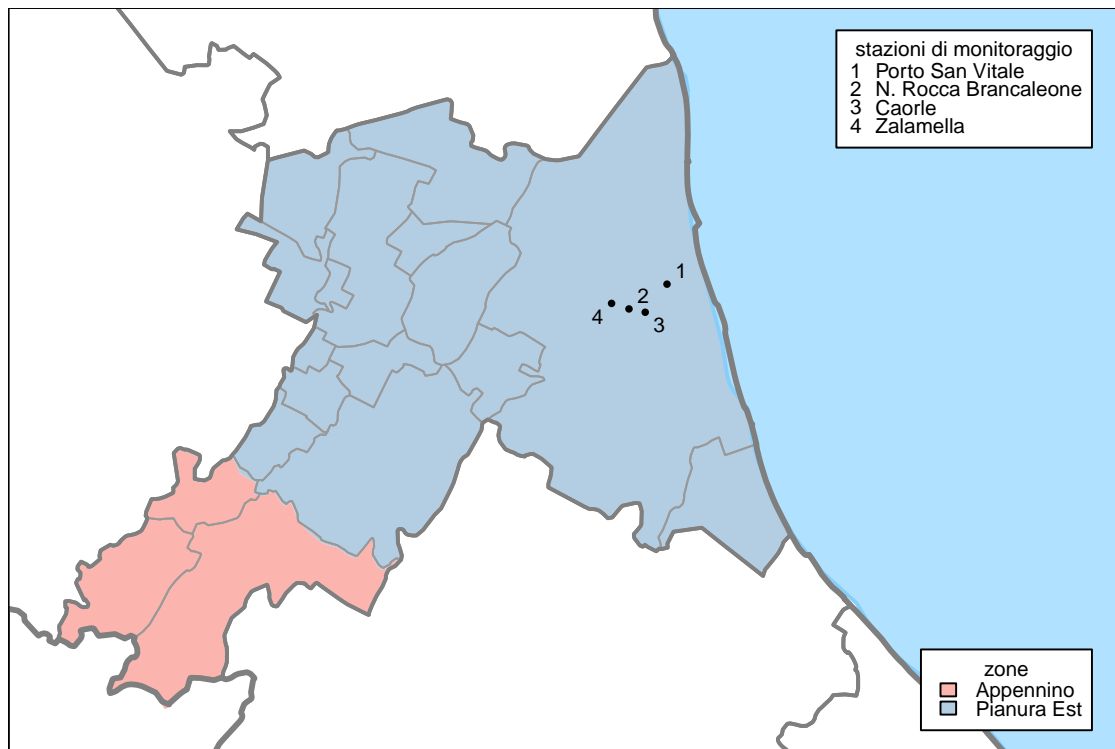 stazioni di monitoraggio
1 Porto San Vitale
2 N. Rocca Brancaleone
3 Caorle
4 Zalamella
1
2
4
3
zone
Appennino
Pianura Est